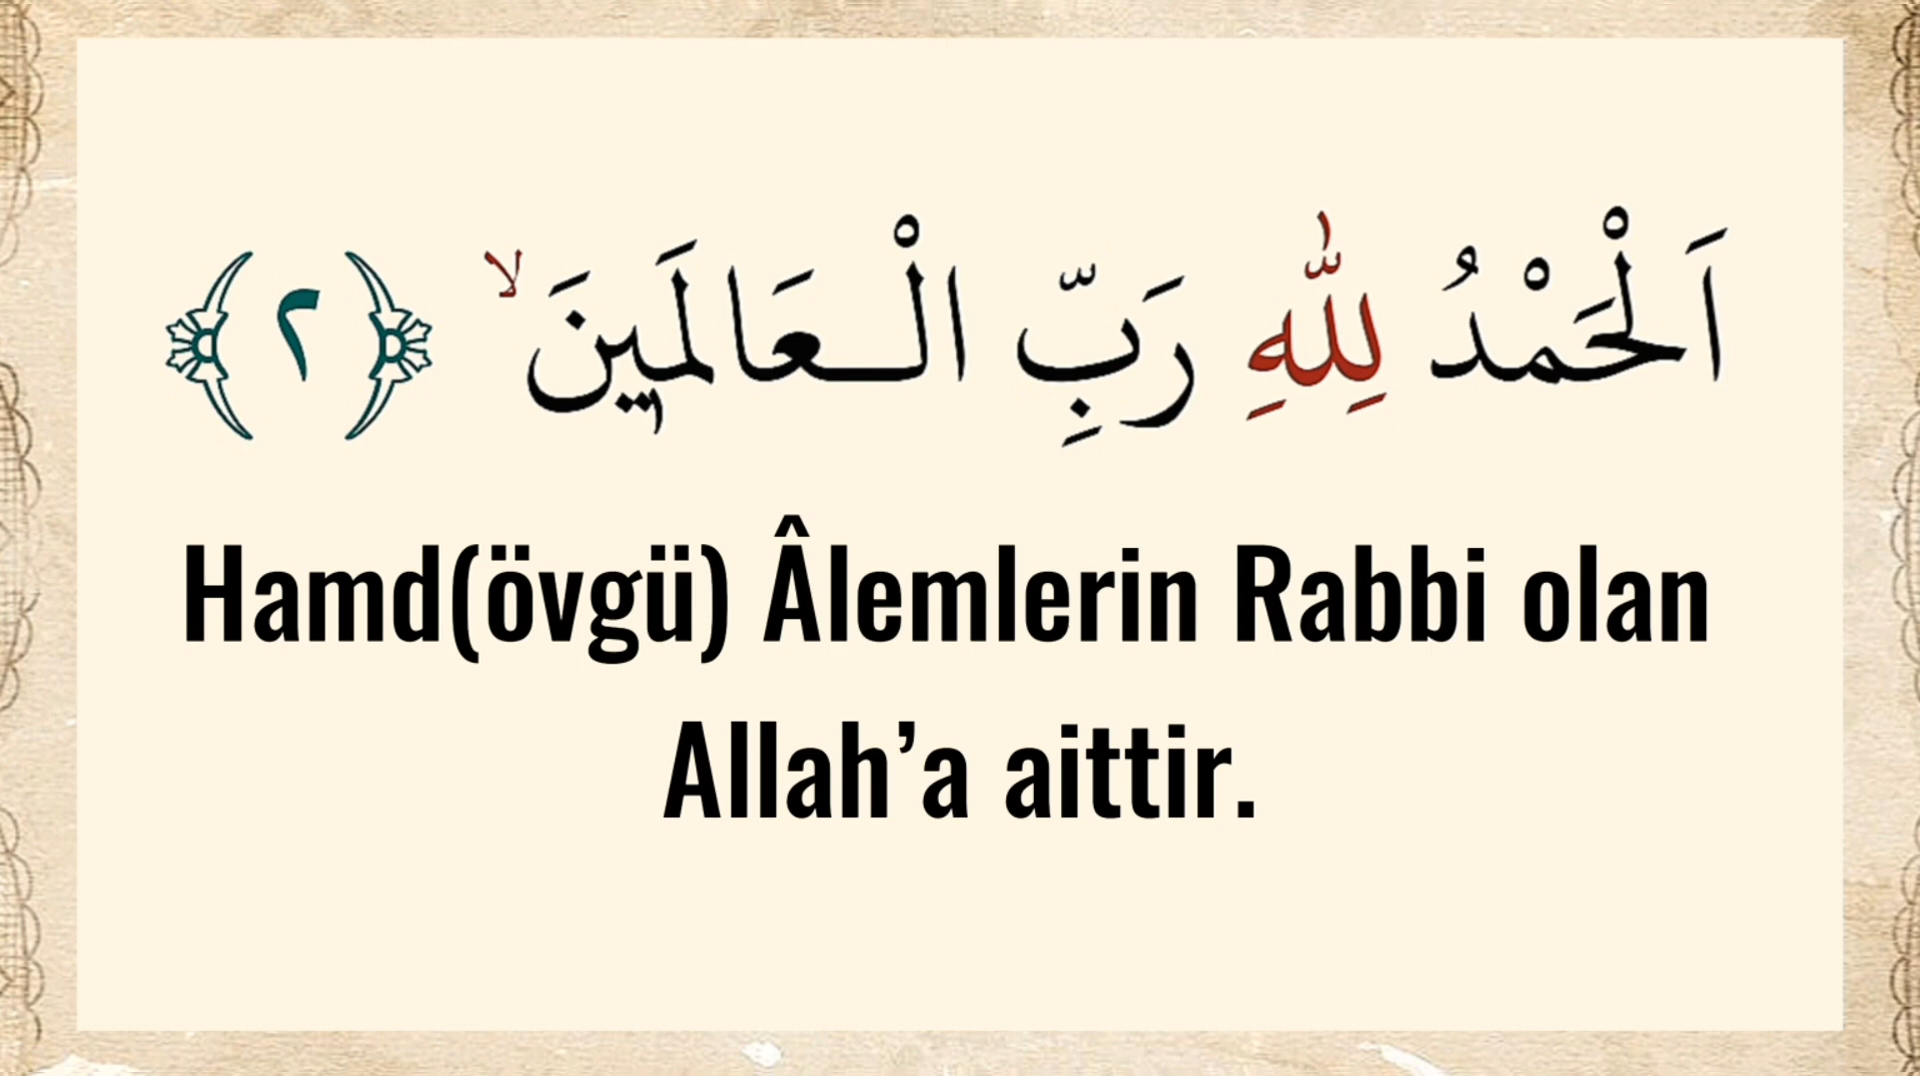 اَلْحَمْدُ لِلّٰهِ رَبِّ الْعَالَم۪ينَ ۙ ﴿٢﴾
Hamd(övgü) Âlemlerin Rabbi olan
Allah’a aittir.